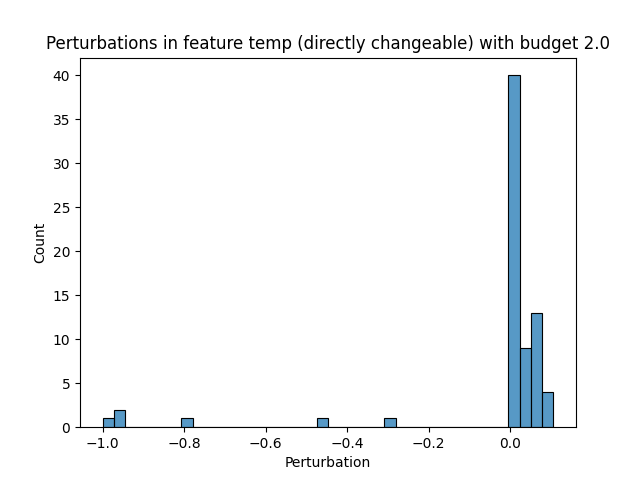 Perturbations in feature temp (directly changeable) with budget 2.0
40
35
30
25
20
15
10
5
0
Count
−1.0 −0.8 −0.6 −0.4 −0.2 0.0
Perturbation